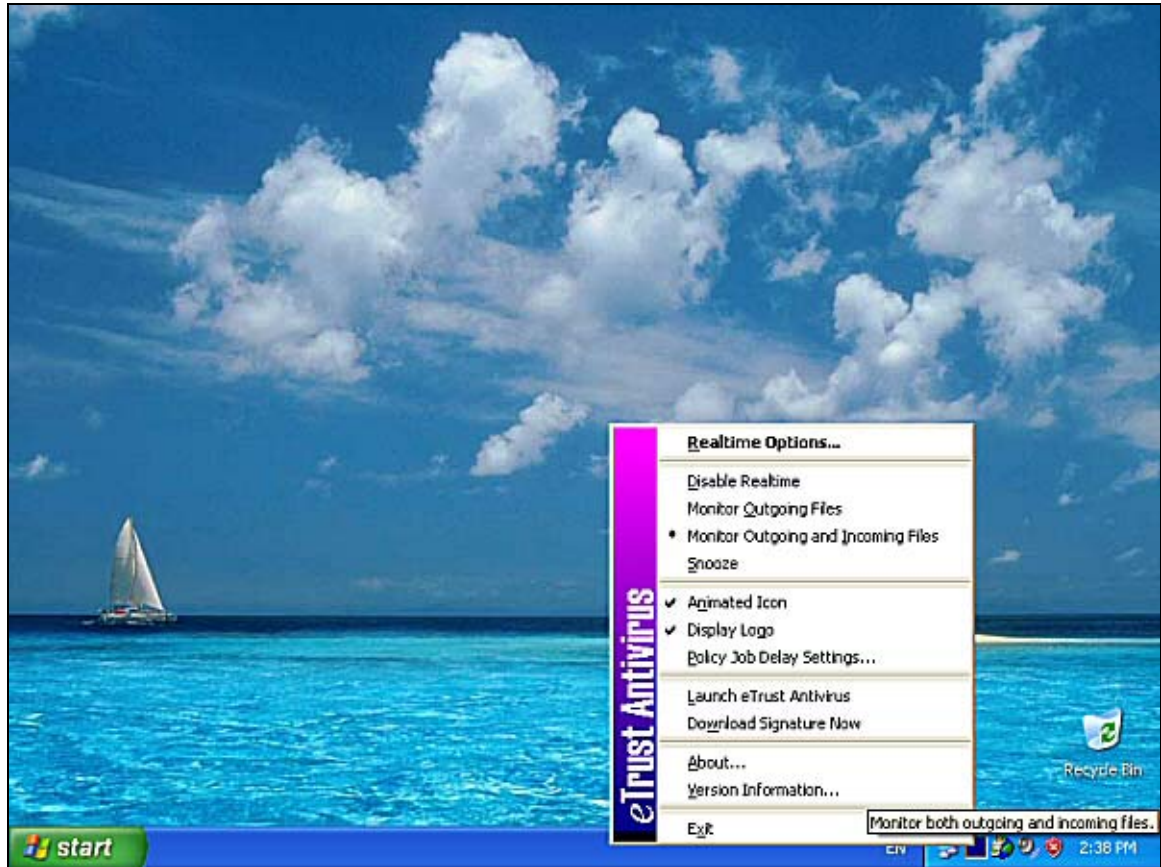 Realtime Options...
Disable Realtime
Monitor Outgoing Files
Monitor Outgoing and Incoming Files
Snooze
Animated Icon
Display Logo
Policy Job Delay Settings...
Launch eTrust Antivirus
Download Signature Now
About...
Version Information...
Exit
eTrust Antivirus
Recycle Bin
Monitor both outgoing and incoming files.
start
EN
2:38 PM